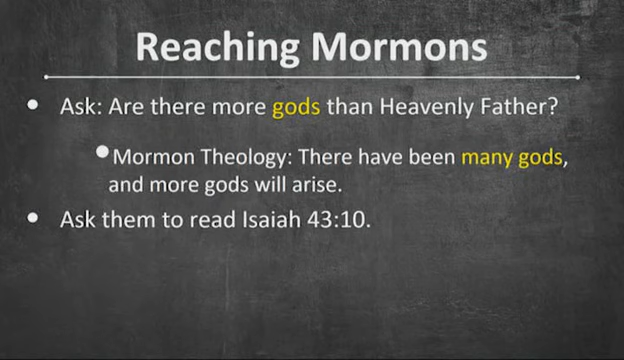 Reaching Mormons
• Ask: Are there more gods than Heavenly Father?
• Mormon Theology: There have been many gods,
and more gods will arise.
• Ask them to read Isaiah 43:10.